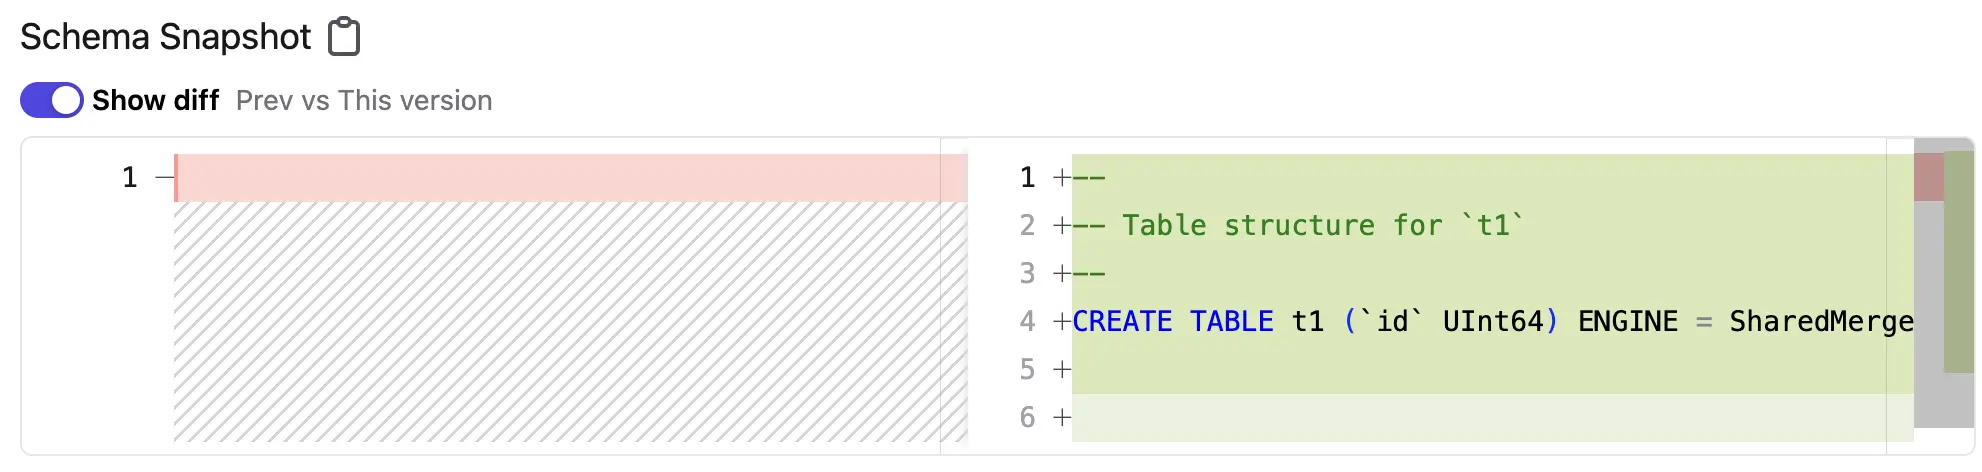 Schema Snapshot
Show diff Prev vs This version
1 —
1 +--
2 +-- Table structure for `t1`
3 +--
4 +CREATE TABLE t1 (`id` UInt64) ENGINE = SharedMerge
5 +
6 +